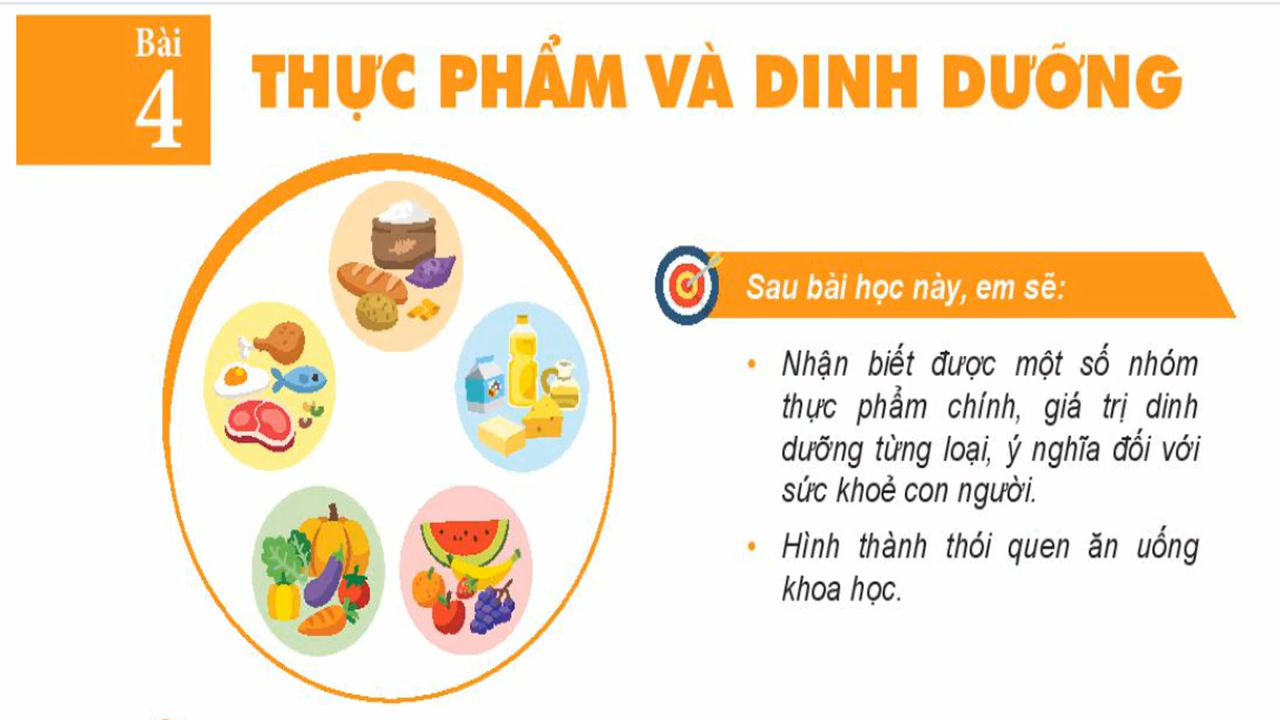 Bài
4
THỰC PHẨM VÀ DINH DƯỠNG
Sau bài học này, em sẽ:
• Nhận biết được một số nhóm
thực phẩm chính, giá trị dinh
dưỡng từng loại, ý nghĩa đối với
sức khoẻ con người.
• Hình thành thói quen ăn uống
khoa học.